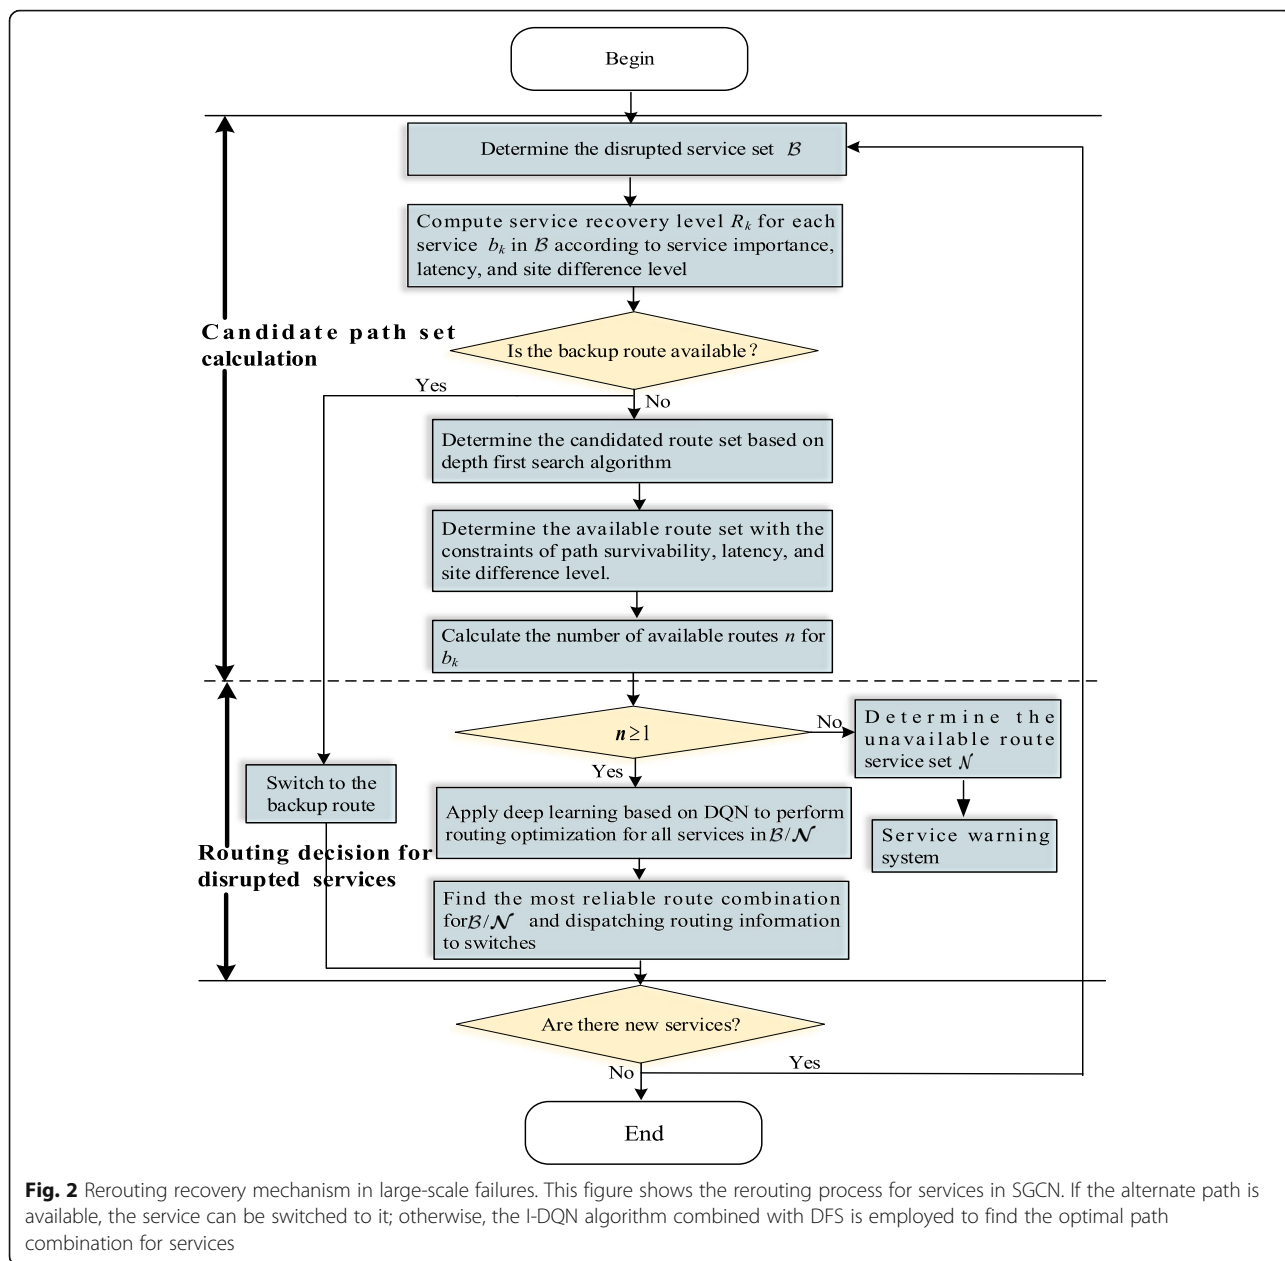 Begin
Determine the disrupted service set ℬ
Compute service recovery level Rₖ for each
service bₖ in ℬ according to service importance,
latency, and site difference level
Candidate path set
calculation
Is the backup route available?
Yes
No
Determine the candidated route set based on
depth first search algorithm
Determine the available route set with the
constraints of path survivability, latency, and
site difference level.
Calculate the number of available routes n for
bₖ
n≥1
No
Determine the
unavailable route
service set 𝒩
Yes
Switch to the
backup route
Apply deep learning based on DQN to perform
routing optimization for all services in ℬ/𝒩
Service warning
system
Routing decision for
disrupted services
Find the most reliable route combination
for ℬ/𝒩 and dispatching routing information
to switches
Are there new services?
Yes
No
End
Fig. 2 Rerouting recovery mechanism in large-scale failures. This figure shows the rerouting process for services in SGCN. If the alternate path is
available, the service can be switched to it; otherwise, the I-DQN algorithm combined with DFS is employed to find the optimal path
combination for services